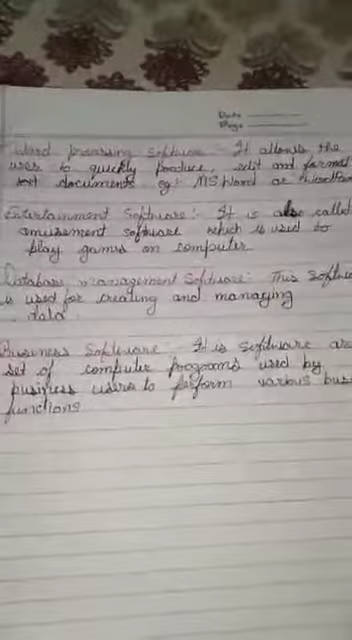 Date
Page
Word processing Software :- It allows the
user to quickly produce, edit and format
text documents eg:- MS Word or
Entertainment Software :- It is also called
amusement software which is used to
play games on computer
Database management Software :- This
is used for creating and managing
data
Business Software :- It is software are
set of computer programs used by
business users to perform various
functions